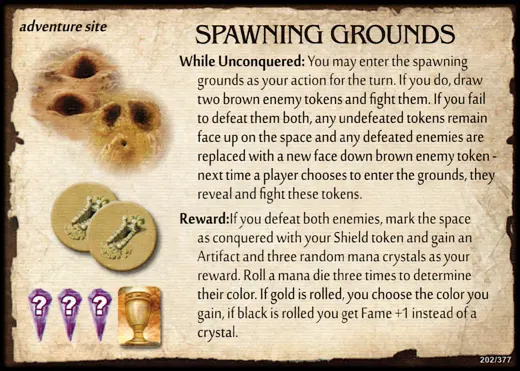 adventure site
SPAWNING GROUNDS
While Unconquered: You may enter the spawning
grounds as your action for the turn. If you do, draw
two brown enemy tokens and fight them. If you fail
to defeat them both, any undefeated tokens remain
face up on the space and any defeated enemies are
replaced with a new face down brown enemy token -
next time a player chooses to enter the grounds, they
reveal and fight these tokens.
Reward:If you defeat both enemies, mark the space
as conquered with your Shield token and gain an
Artifact and three random mana crystals as your
reward. Roll a mana die three times to determine
their color. If gold is rolled, you choose the color you
gain, if black is rolled you get Fame +1 instead of a
crystal.
? ? ?
202/377